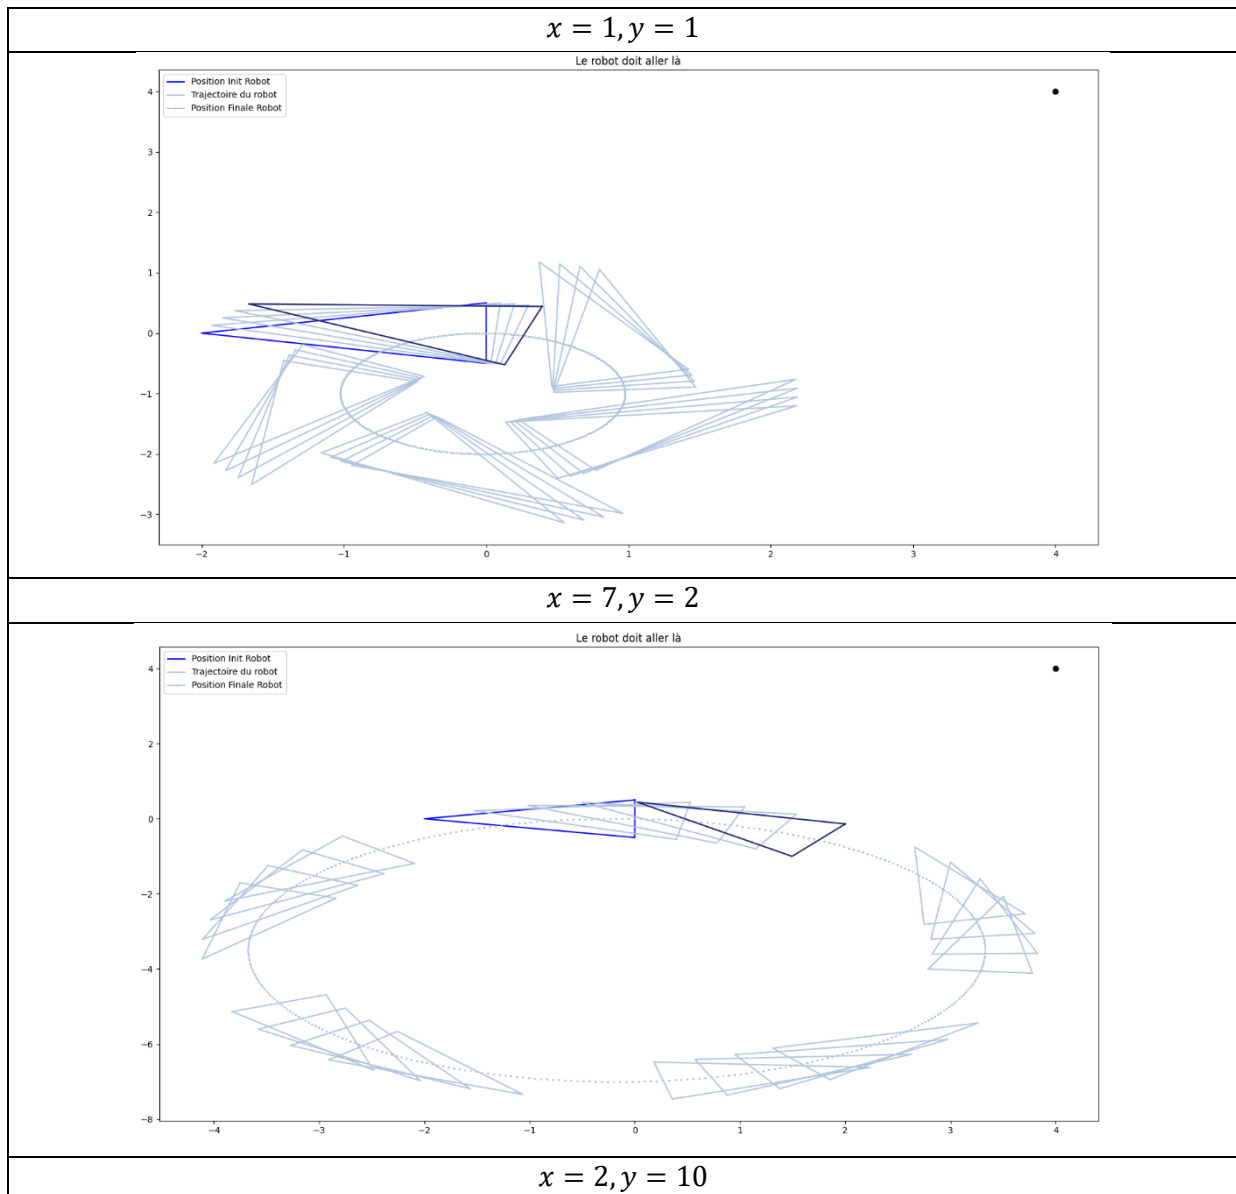 x = 1, y = 1
Le robot doit aller là
Position Init Robot
Trajectoire du robot
Position Finale Robot
4
3
2
1
0
−1
−2
−3
−2 −1 0 1 2 3 4
x = 7, y = 2
Le robot doit aller là
Position Init Robot
Trajectoire du robot
Position Finale Robot
4
2
0
−2
−4
−6
−8
−4 −3 −2 −1 0 1 2 3 4
x = 2, y = 10